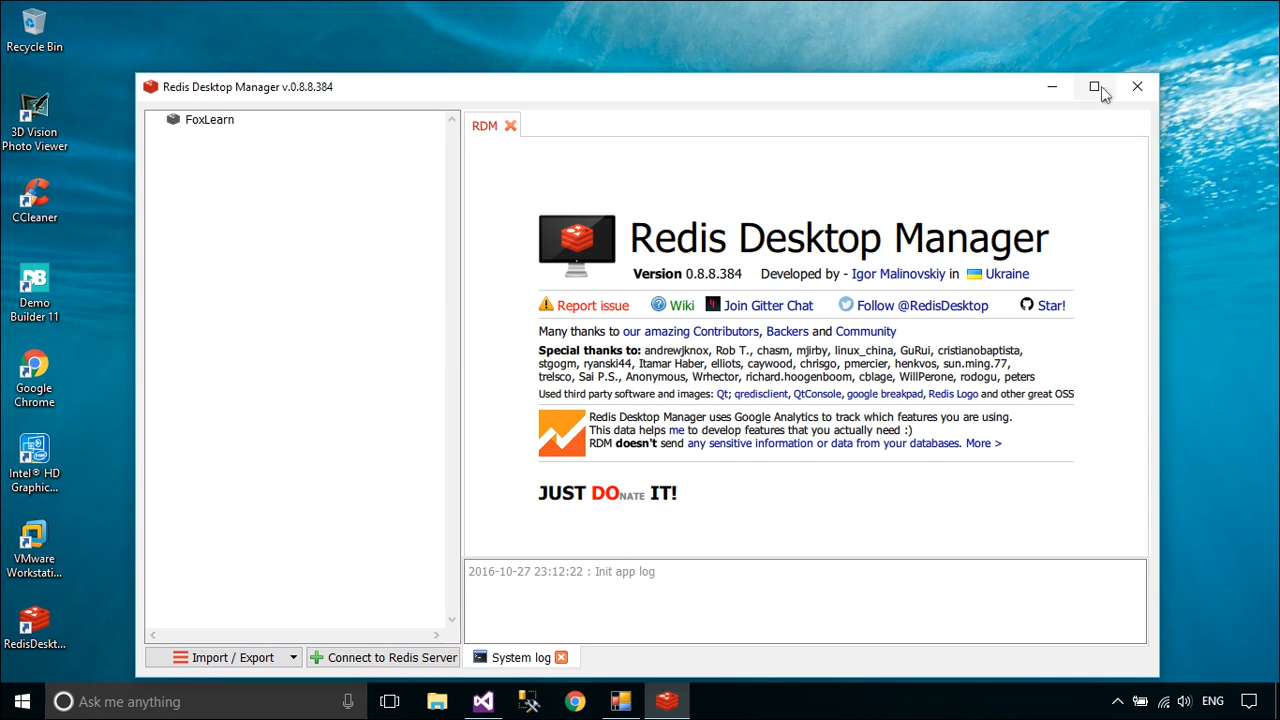 Recycle Bin
3D Vision
Photo Viewer
CCleaner
Demo
Builder 11
Google
Chrome
Intel® HD
Graphic...
VMware
Workstati...
RedisDeskt...
Redis Desktop Manager v.0.8.8.384
FoxLearn
Import / Export
Connect to Redis Server
RDM
Redis Desktop Manager
Version 0.8.8.384 Developed by - Igor Malinovskiy in Ukraine
Report issue Wiki Join Gitter Chat Follow @RedisDesktop Star!
Many thanks to our amazing Contributors, Backers and Community
Special thanks to: andrewjknox, Rob T., chasm, mjirby, linux_china, GuRui, cristianobaptista,
stgogm, ryanski44, Itamar Haber, elliots, caywood, chrisgo, pmercier, henkvos, sun.ming.77,
trelsco, Sai P.S., Anonymous, Wrhector, richard.hoogenboom, cblage, WillPerone, rodogu, peters
Used third party software and images: Qt; qredisclient, QtConsole, google breakpad, Redis Logo and other great OSS
Redis Desktop Manager uses Google Analytics to track which features you are using.
This data helps me to develop features that you actually need :)
RDM doesn't send any sensitive information or data from your databases. More >
JUST DONATE IT!
2016-10-27 23:12:22 : Init app log
System log
Ask me anything
ENG